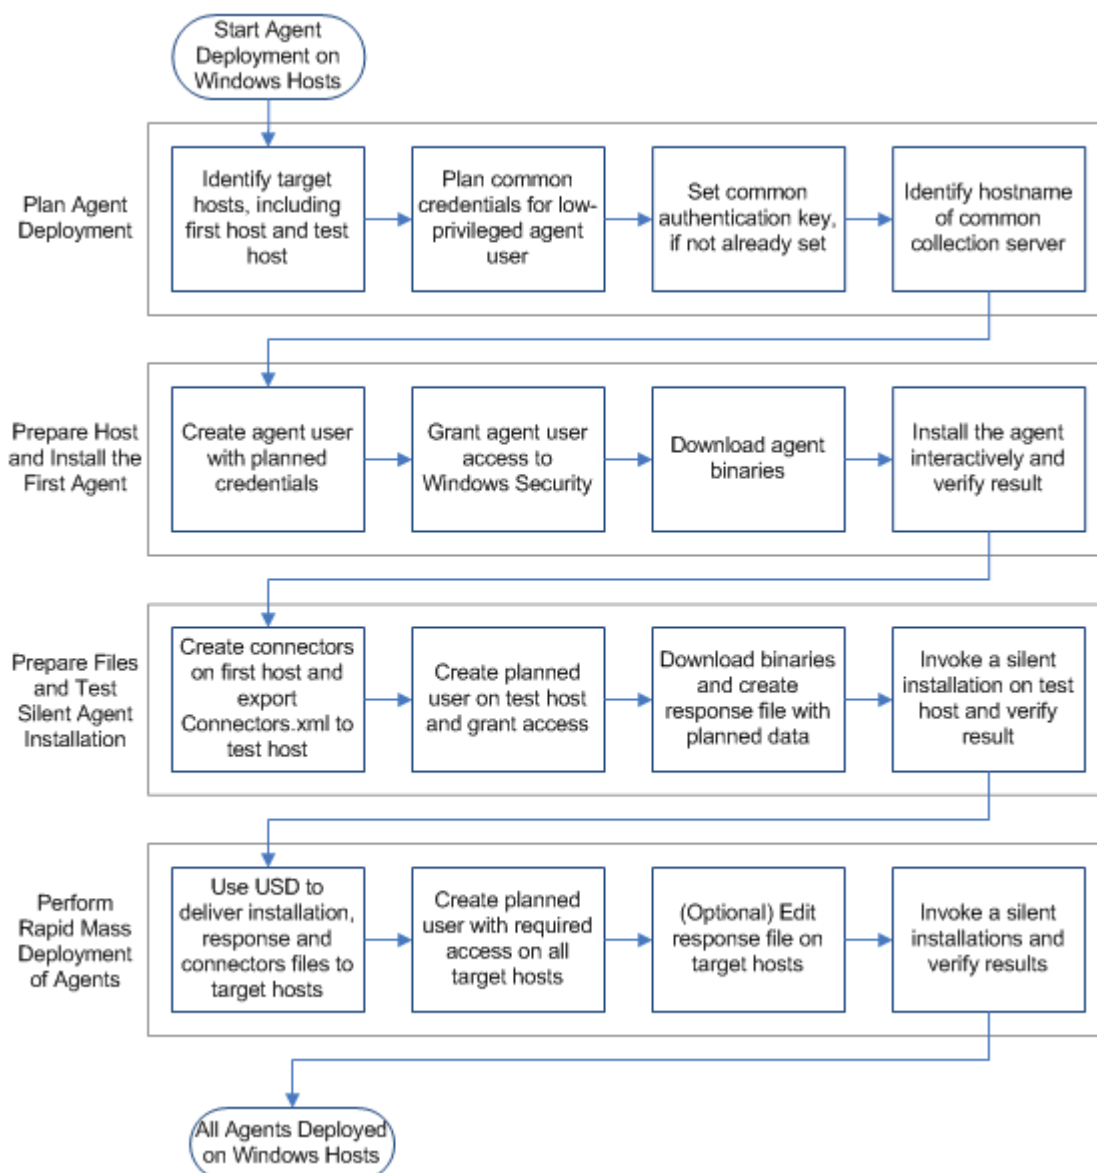 Start Agent
Deployment on
Windows Hosts
Plan Agent
Deployment
Identify target
hosts, including
first host and test
host
Plan common
credentials for low-
privileged agent
user
Set common
authentication key,
if not already set
Identify hostname
of common
collection server
Prepare Host
and Install the
First Agent
Create agent user
with planned
credentials
Grant agent user
access to
Windows Security
Download agent
binaries
Install the agent
interactively and
verify result
Prepare Files
and Test
Silent Agent
Installation
Create connectors
on first host and
export
Connectors.xml to
test host
Create planned
user on test host
and grant access
Download binaries
and create
response file with
planned data
Invoke a silent
installation on test
host and verify
result
Perform
Rapid Mass
Deployment
of Agents
Use USD to
deliver installation,
response and
connectors files to
target hosts
Create planned
user with required
access on all
target hosts
(Optional) Edit
response file on
target hosts
Invoke a silent
installations and
verify results
All Agents Deployed
on Windows Hosts